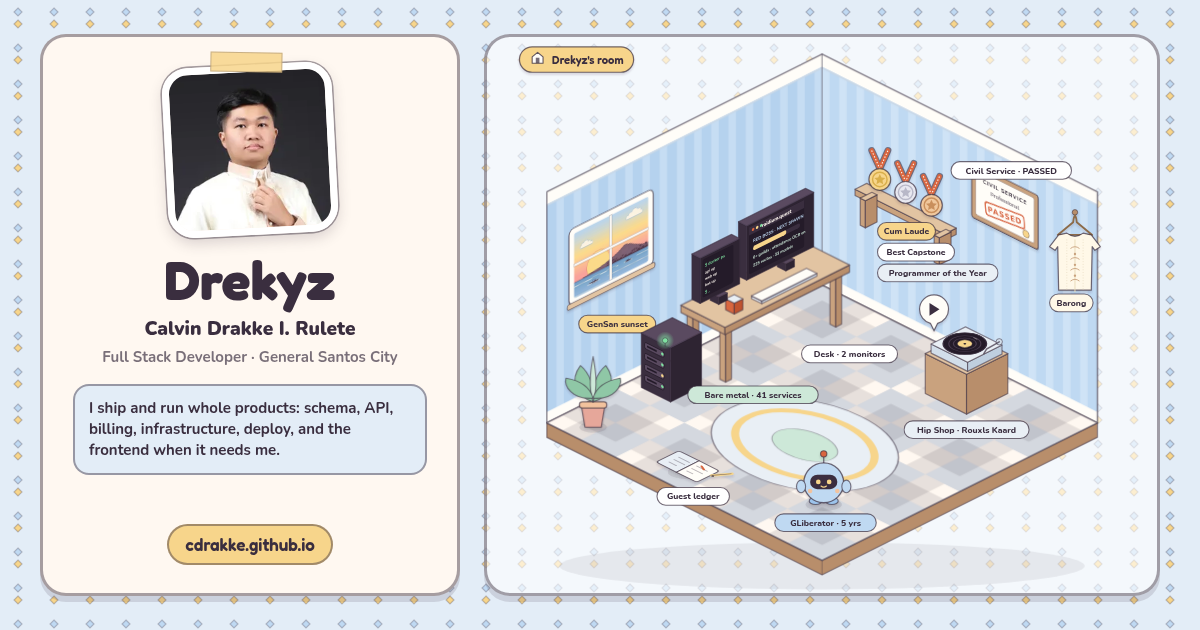 Drekyz
Calvin Drakke I. Rulete
Full Stack Developer · General Santos City
I ship and run whole products: schema, API,
billing, infrastructure, deploy, and the
frontend when it needs me.
cdrakke.github.io
Drekyz's room
Civil Service · PASSED
CIVIL SERVICE
Professional
PASSED
Cum Laude
Best Capstone
Programmer of the Year
Barong
GenSan sunset
Desk · 2 monitors
Bare metal · 41 services
Hip Shop · Rouxls Kaard
Guest ledger
GLiberator · 5 yrs